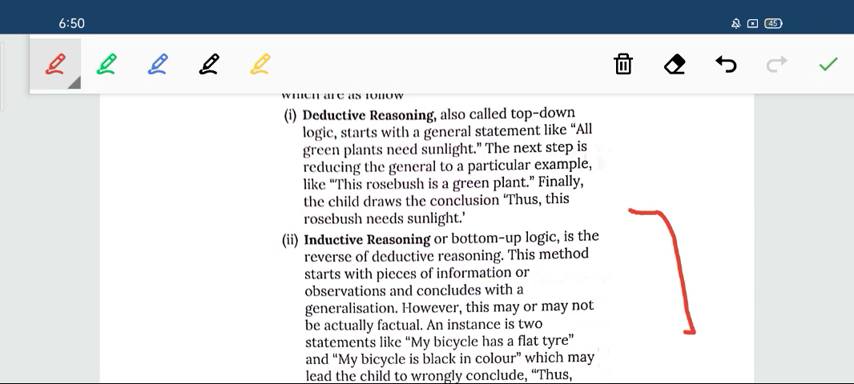 6:50
45
which are as follow
(i) Deductive Reasoning, also called top-down
logic, starts with a general statement like “All
green plants need sunlight.” The next step is
reducing the general to a particular example,
like “This rosebush is a green plant.” Finally,
the child draws the conclusion ‘Thus, this
rosebush needs sunlight.’
(ii) Inductive Reasoning or bottom-up logic, is the
reverse of deductive reasoning. This method
starts with pieces of information or
observations and concludes with a
generalisation. However, this may or may not
be actually factual. An instance is two
statements like “My bicycle has a flat tyre”
and “My bicycle is black in colour” which may
lead the child to wrongly conclude, “Thus,